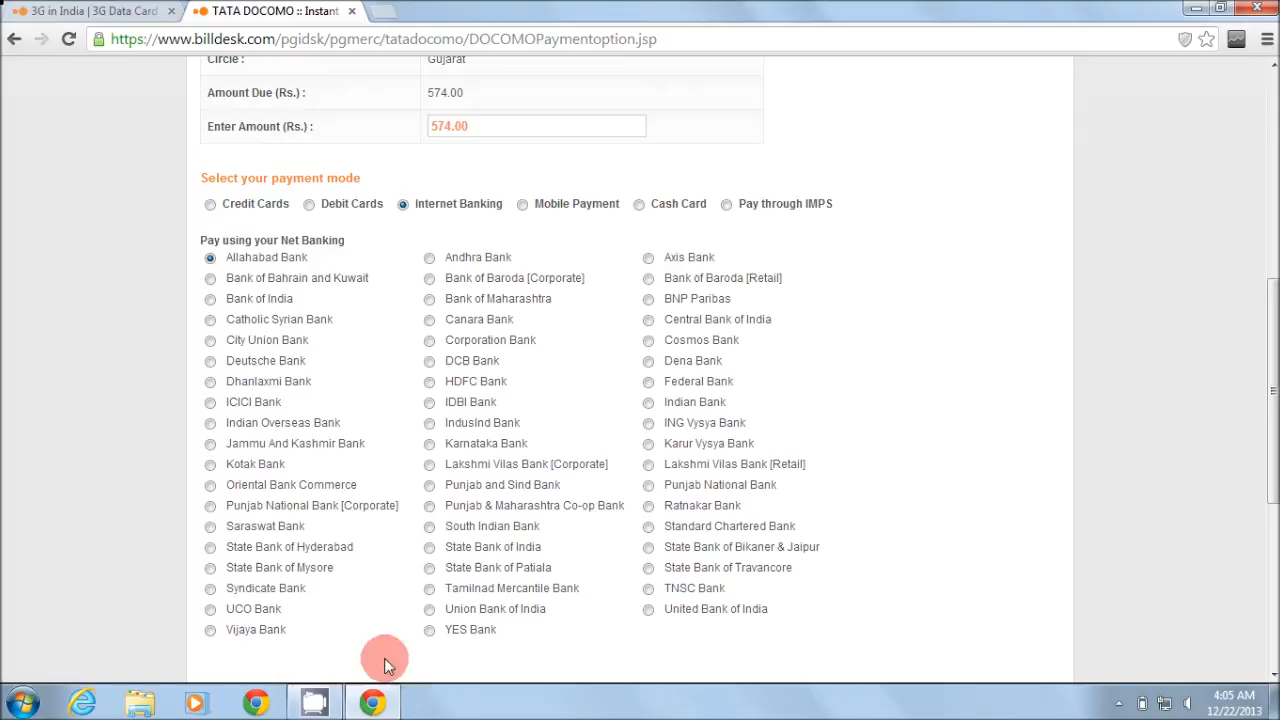 3G in India | 3G Data Card
TATA DOCOMO :: Instant
https://www.billdesk.com/pgidsk/pgmerc/tatadocomo/DOCOMOPaymentoption.jsp
Circle : Gujarat
Amount Due (Rs.) : 574.00
Enter Amount (Rs.) : 574.00
Select your payment mode
Credit Cards Debit Cards Internet Banking Mobile Payment Cash Card Pay through IMPS
Pay using your Net Banking
Allahabad Bank Andhra Bank Axis Bank
Bank of Bahrain and Kuwait Bank of Baroda [Corporate] Bank of Baroda [Retail]
Bank of India Bank of Maharashtra BNP Paribas
Catholic Syrian Bank Canara Bank Central Bank of India
City Union Bank Corporation Bank Cosmos Bank
Deutsche Bank DCB Bank Dena Bank
Dhanlaxmi Bank HDFC Bank Federal Bank
ICICI Bank IDBI Bank Indian Bank
Indian Overseas Bank IndusInd Bank ING Vysya Bank
Jammu And Kashmir Bank Karnataka Bank Karur Vysya Bank
Kotak Bank Lakshmi Vilas Bank [Corporate] Lakshmi Vilas Bank [Retail]
Oriental Bank Commerce Punjab and Sind Bank Punjab National Bank
Punjab National Bank [Corporate] Punjab & Maharashtra Co-op Bank Ratnakar Bank
Saraswat Bank South Indian Bank Standard Chartered Bank
State Bank of Hyderabad State Bank of India State Bank of Bikaner & Jaipur
State Bank of Mysore State Bank of Patiala State Bank of Travancore
Syndicate Bank Tamilnad Mercantile Bank TNSC Bank
UCO Bank Union Bank of India United Bank of India
Vijaya Bank YES Bank
4:05 AM
12/22/2013